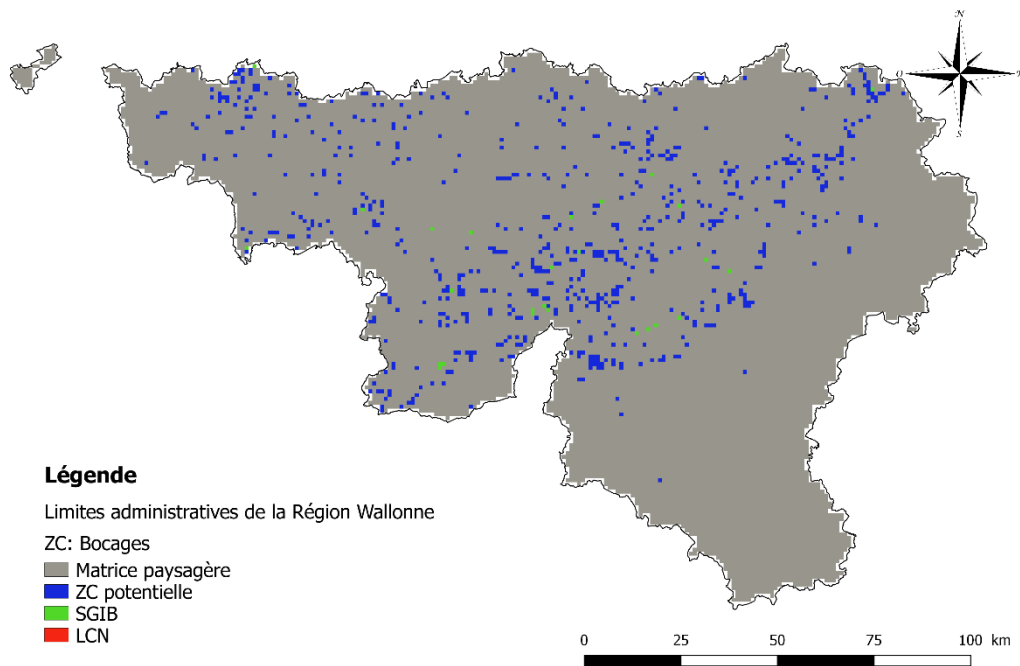 N
O
E
S
Légende
Limites administratives de la Région Wallonne
ZC: Bocages
Matrice paysagère
ZC potentielle
SGIB
LCN
0 25 50 75 100 km